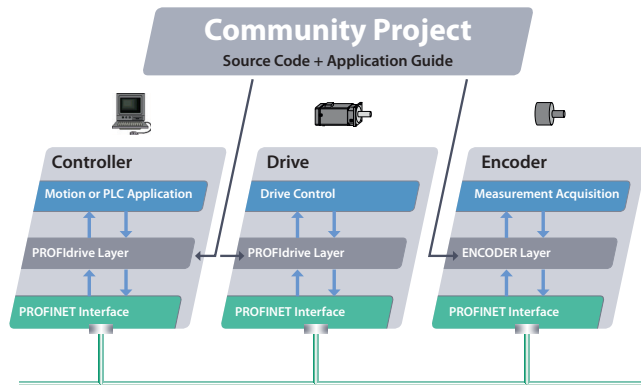 Community Project
Source Code + Application Guide
Controller
Drive
Encoder
Motion or PLC Application
Drive Control
Measurement Acquisition
PROFIdrive Layer
PROFIdrive Layer
ENCODER Layer
PROFINET Interface
PROFINET Interface
PROFINET Interface